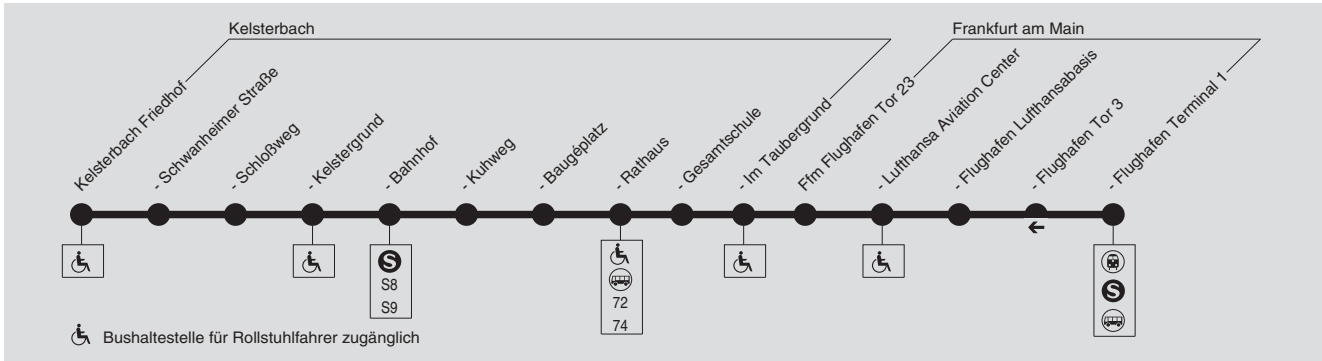 Kelsterbach
Frankfurt am Main
Kelsterbach Friedhof
- Schwanheimer Straße
- Schloßweg
- Kelstergrund
- Bahnhof
- Kuhweg
- Baugéplatz
- Rathaus
- Gesamtschule
- Im Taubergrund
Ffm Flughafen Tor 23
- Lufthansa Aviation Center
- Flughafen Lufthansabasis
- Flughafen Tor 3
- Flughafen Terminal 1
S
S8
S9
72
74
S
Bushaltestelle für Rollstuhlfahrer zugänglich